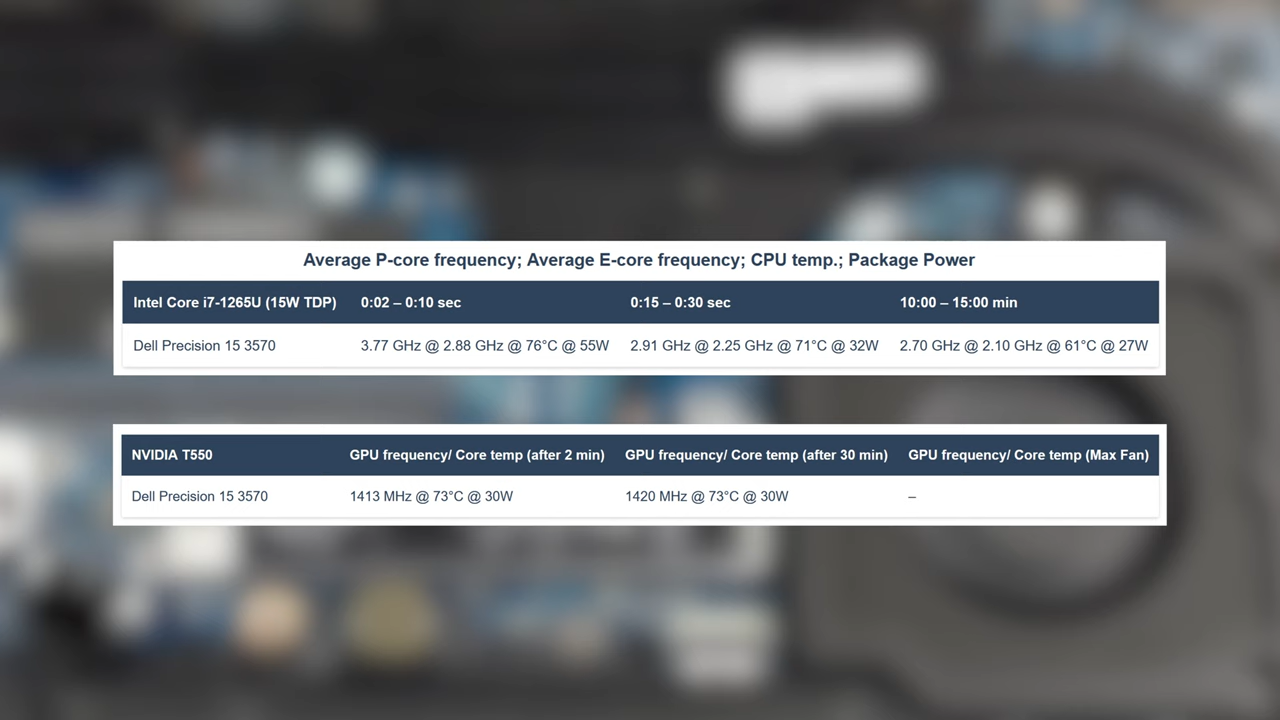 Average P-core frequency; Average E-core frequency; CPU temp.; Package Power
Intel Core i7-1265U (15W TDP) 0:02 – 0:10 sec 0:15 – 0:30 sec 10:00 – 15:00 min
Dell Precision 15 3570 3.77 GHz @ 2.88 GHz @ 76°C @ 55W 2.91 GHz @ 2.25 GHz @ 71°C @ 32W 2.70 GHz @ 2.10 GHz @ 61°C @ 27W
NVIDIA T550 GPU frequency/ Core temp (after 2 min) GPU frequency/ Core temp (after 30 min) GPU frequency/ Core temp (Max Fan)
Dell Precision 15 3570 1413 MHz @ 73°C @ 30W 1420 MHz @ 73°C @ 30W –